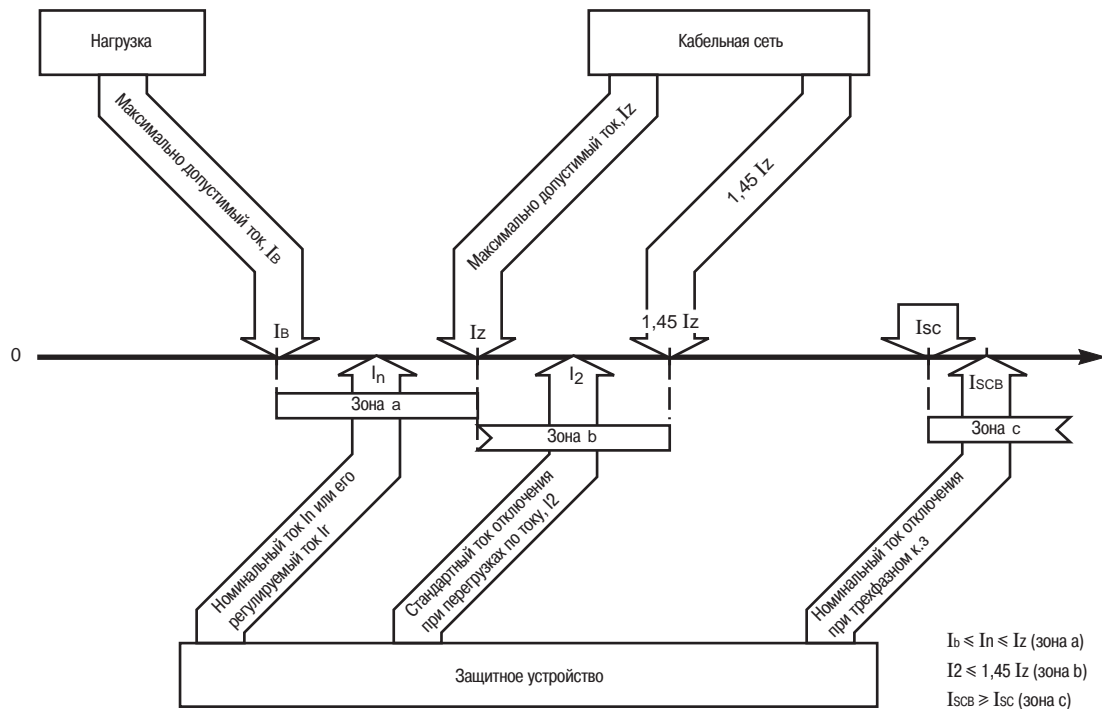 Нагрузка
Кабельная сеть
Максимально допустимый ток, IB
Максимально допустимый ток, Iz
1,45 Iz
IB
Iz
1,45 Iz
Isc
0
In
I2
ISCB
Зона a
Зона b
Зона c
Номинальный ток In или его
регулируемый ток Ir
Стандартный ток отключения
при перегрузках по току, I2
Номинальный ток отключения
при трехфазном к.з
Защитное устройство
Ib ⩽ In ⩽ Iz (зона a)
I2 ⩽ 1,45 Iz (зона b)
ISCB ⩾ ISC (зона c)